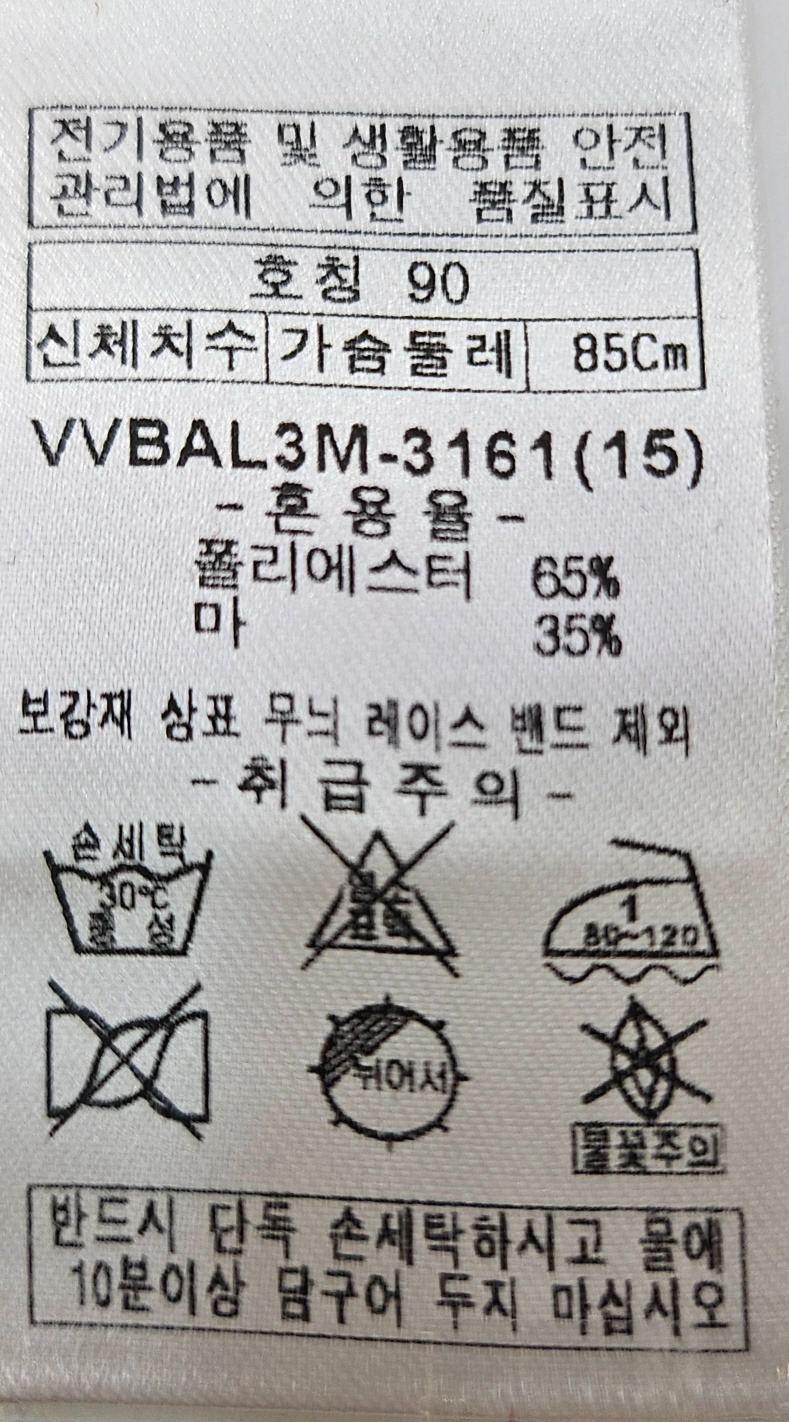 전기용품 및 생활용품 안전
관리법에 의한 품질표시
호칭 90
신체치수 가슴둘레 85Cm
VVBAL3M-3161(15)
-혼용율-
폴리에스터 65%
마 35%
보강재 상표 무늬 레이스 밴드 제외
-취급주의-
손세탁
30℃
중성
1
80~120
뉘어서
불꽃주의
반드시 단독 손세탁하시고 물에
10분이상 담구어 두지 마십시오